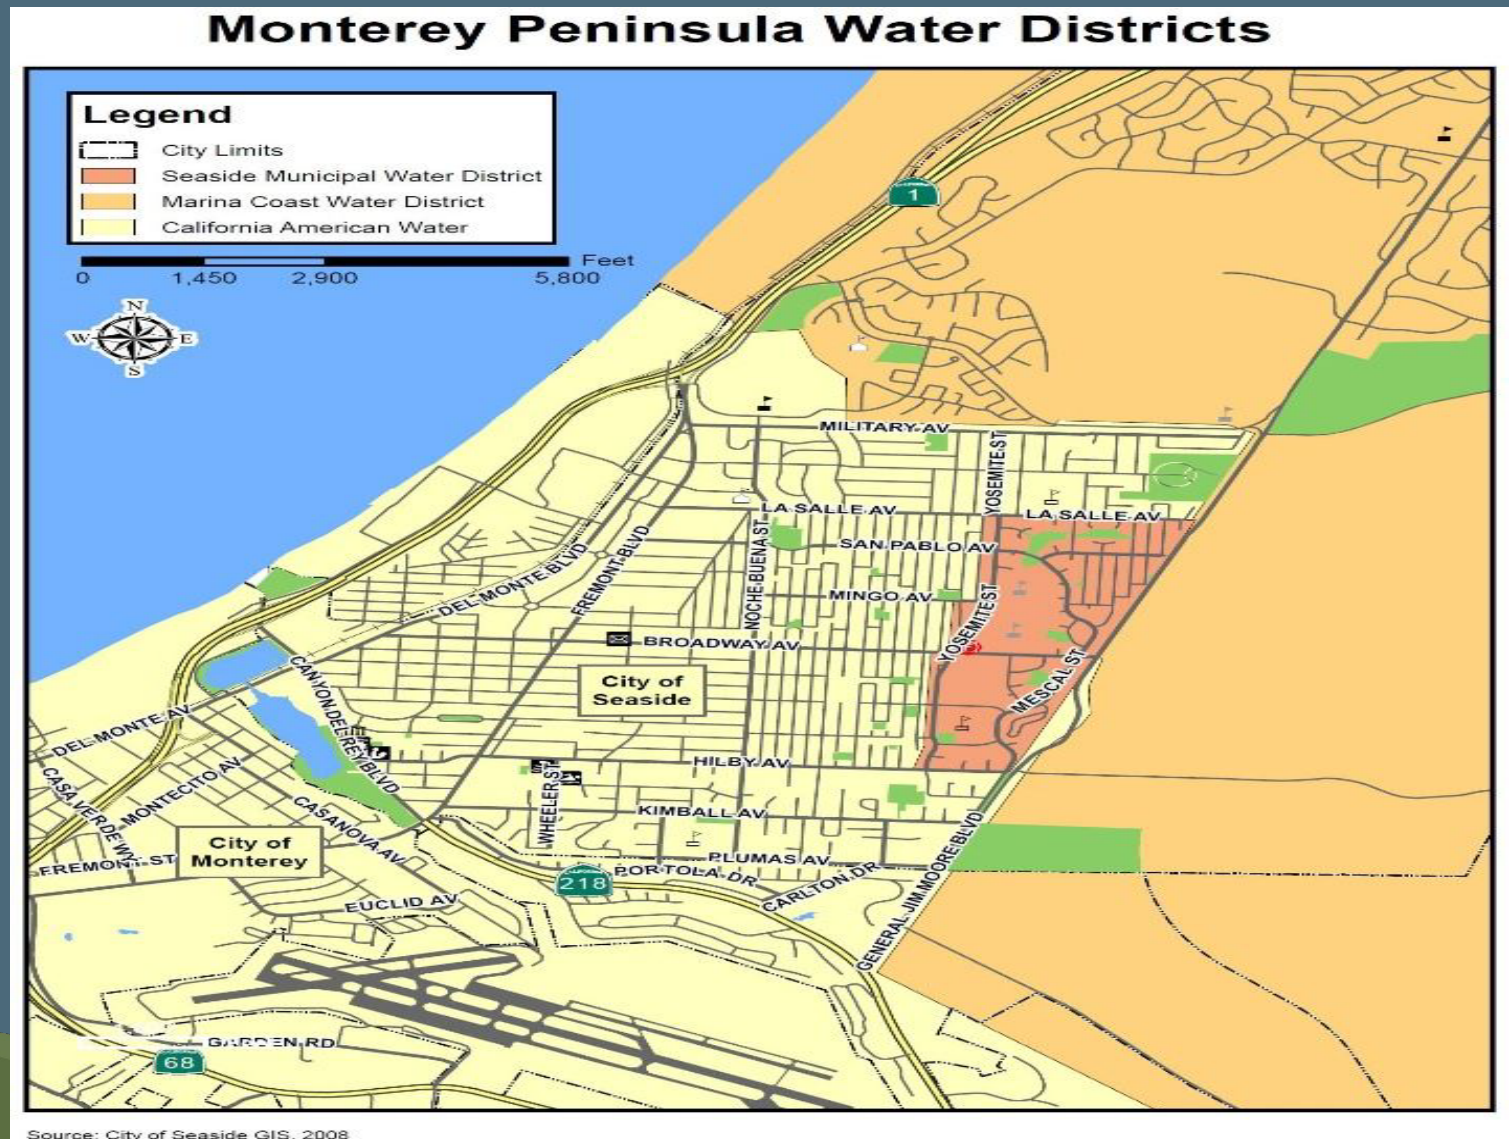 Monterey Peninsula Water Districts
Legend
City Limits
Seaside Municipal Water District
Marina Coast Water District
California American Water
Feet
0 1,450 2,900 5,800
N
W E
S
1
MILITARY AV
YOSEMITE ST
LA SALLE AV
LA SALLE AV
SAN PABLO AV
NOCHE BUENA ST
FREMONT BLVD
DEL MONTE BLVD
MINGO AV
YOSEMITE ST
YOSEMITE ST
BROADWAY AV
MESCAL ST
City of
Seaside
CANYON DEL REY BLVD
DEL MONTE AV
HILBY AV
WHEELER ST
KIMBALL AV
CASA VERDE WY
MONTECITO AV
CASANOVA AV
City of
Monterey
FREMONT ST
PLUMAS AV
PORTOLA DR
218
CARLTON DR
GENERAL JIM MOORE BLVD
EUCLID AV
GARDEN RD
68
Source: City of Seaside GIS, 2008